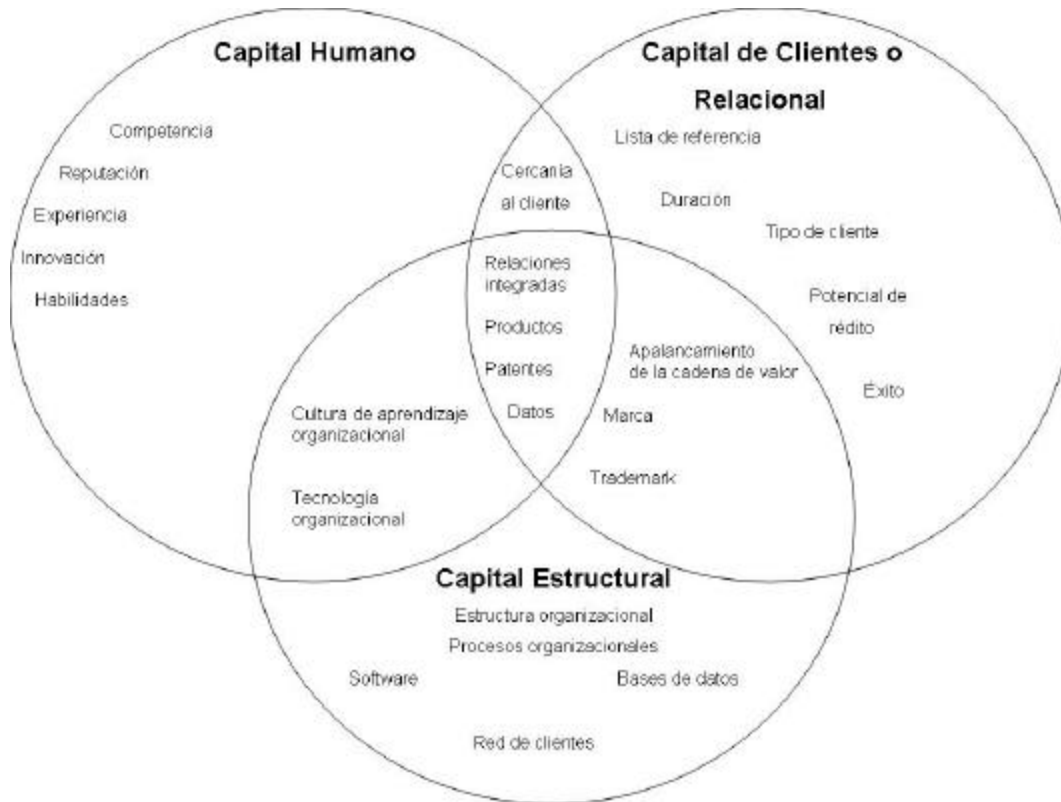 Capital Humano
Capital de Clientes o
Relacional
Competencia
Reputación
Experiencia
Innovación
Habilidades
Cercanía
al cliente
Lista de referencia
Duración
Tipo de cliente
Potencial de
rédito
Éxito
Relaciones
integradas
Productos
Patentes
Datos
Apalancamiento
de la cadena de valor
Marca
Trademark
Cultura de aprendizaje
organizacional
Tecnología
organizacional
Capital Estructural
Estructura organizacional
Procesos organizacionales
Software
Bases de datos
Red de clientes